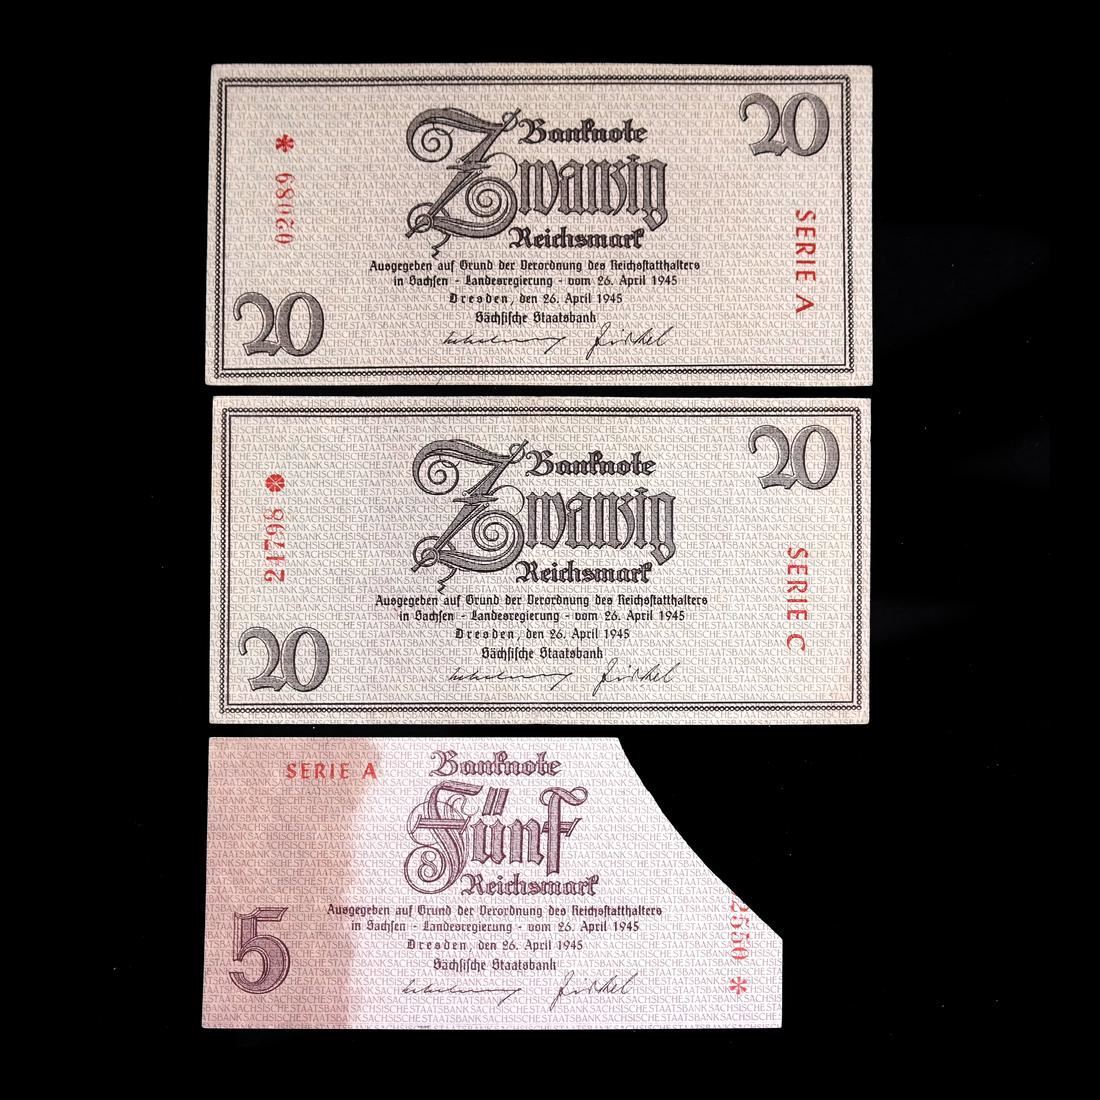 Banknote
20
Zwanzig
Reichsmark
02089 *
SERIE A
Ausgegeben auf Grund der Verordnung des Reichsstatthalters
in Sachsen - Landesregierung - vom 26. April 1945
Dresden, den 26. April 1945
Sächsische Staatsbank
20
Banknote
20
Zwanzig
Reichsmark
21798
SERIE C
Ausgegeben auf Grund der Verordnung des Reichsstatthalters
in Sachsen - Landesregierung - vom 26. April 1945
Dresden, den 26. April 1945
Sächsische Staatsbank
20
SERIE A
Banknote
Fünf
Reichsmark
Ausgegeben auf Grund der Verordnung des Reichsstatthalters
in Sachsen - Landesregierung - vom 26. April 1945
Dresden, den 26. April 1945
Sächsische Staatsbank
5